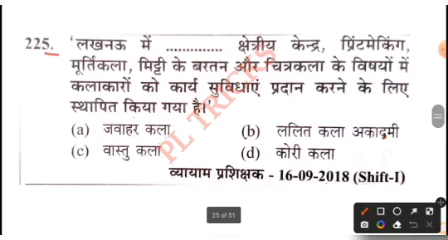 225. 'लखनऊ में .............. क्षेत्रीय केन्द्र, प्रिंटमेकिंग,
मूर्तिकला, मिट्टी के बरतन और चित्रकला के विषयों में
कलाकारों को कार्य सुविधाएं प्रदान करने के लिए
स्थापित किया गया है।'
(a) जवाहर कला (b) ललित कला अकादमी
(c) वास्तु कला (d) कोरी कला
व्यायाम प्रशिक्षक - 16-09-2018 (Shift-I)
PL TRICKS
25 of 51